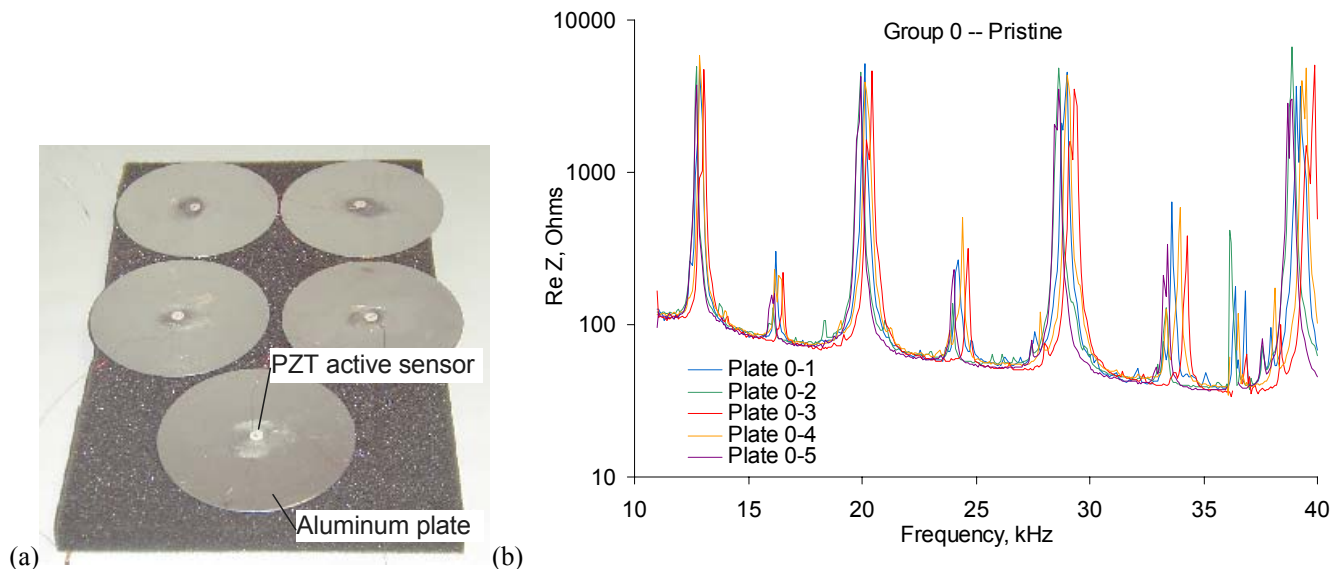 PZT active sensor
Aluminum plate
(a)
Group 0 -- Pristine
10000
1000
100
10
Re Z, Ohms
Plate 0-1
Plate 0-2
Plate 0-3
Plate 0-4
Plate 0-5
10 15 20 25 30 35 40
Frequency, kHz
(b)